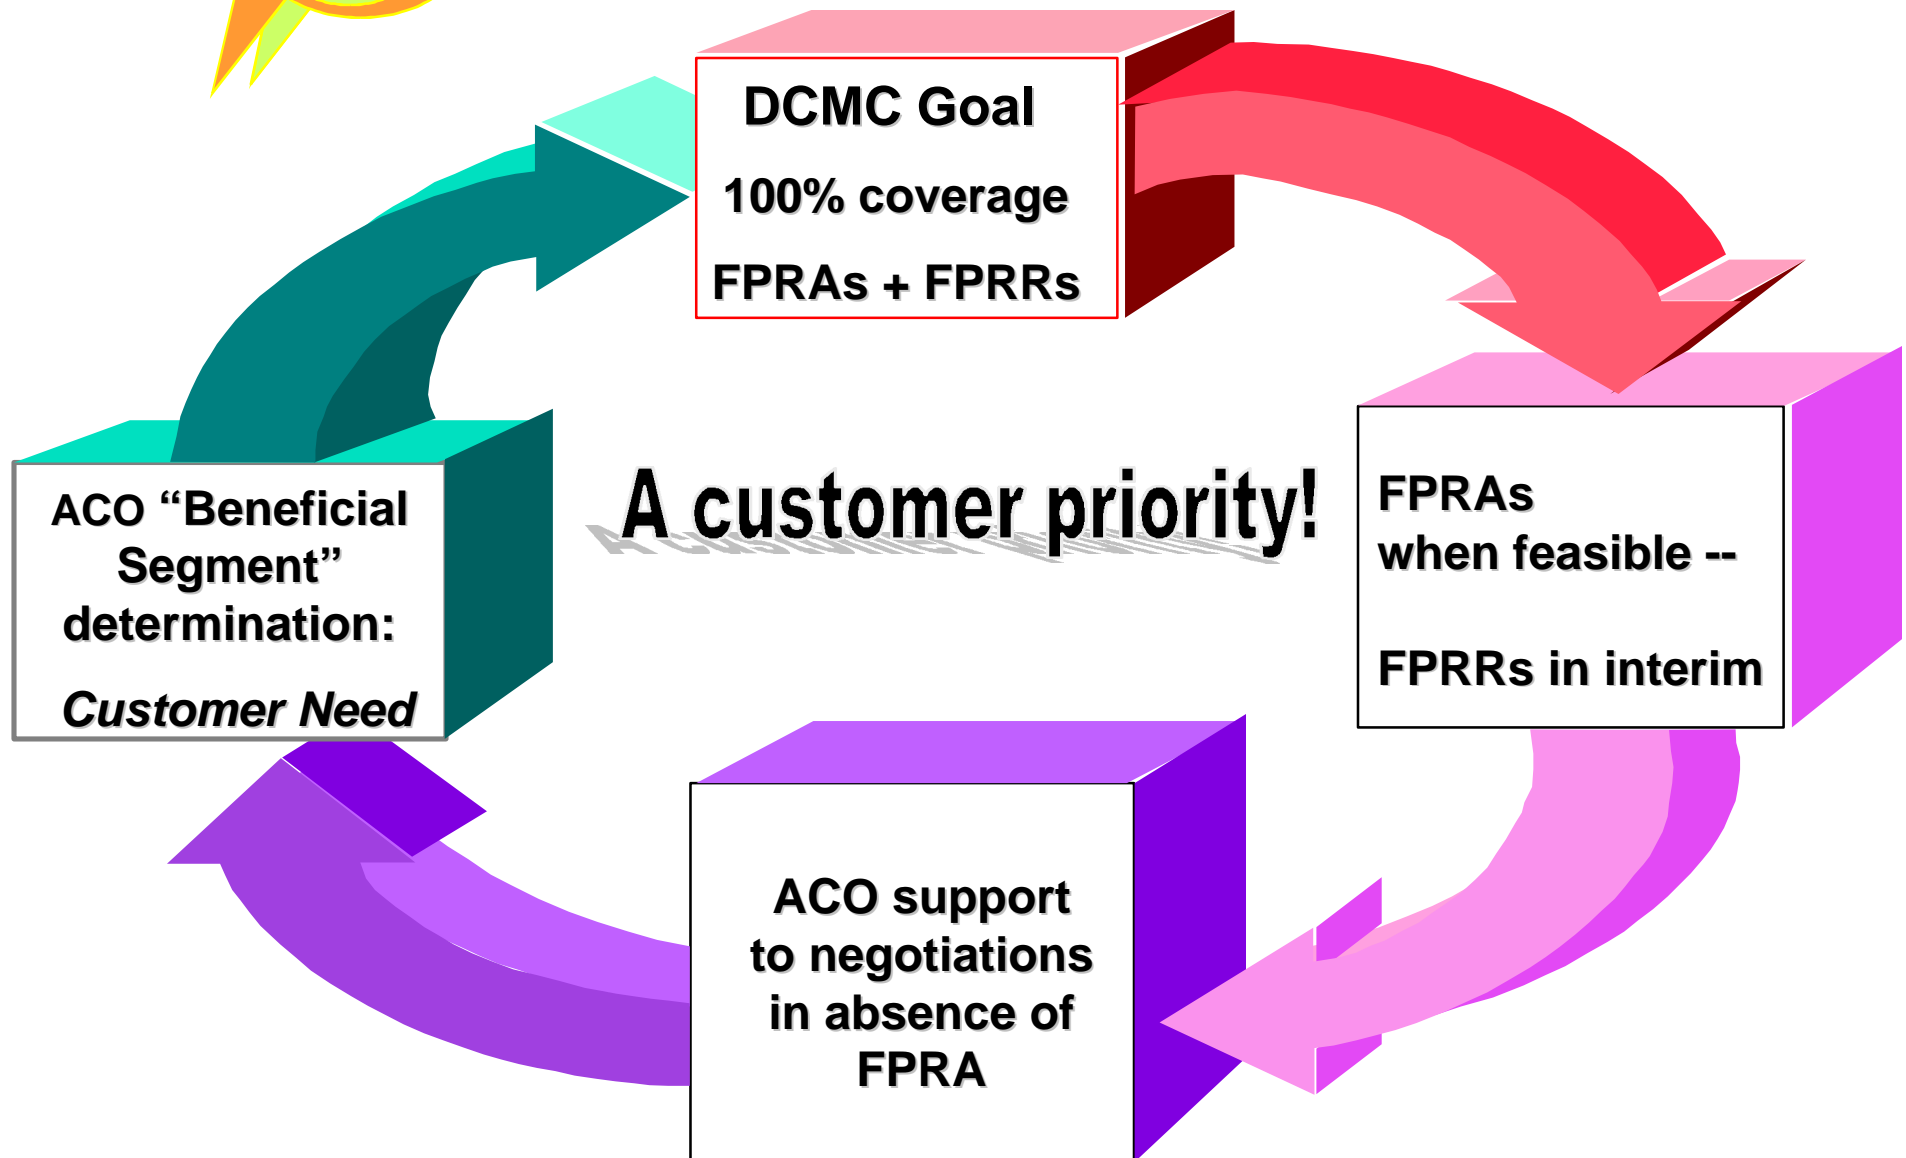 DCMC Goal
100% coverage
FPRAs + FPRRs
FPRAs
when feasible --
FPRRs in interim
ACO support
to negotiations
in absence of
FPRA
ACO “Beneficial
Segment”
determination:
Customer Need
A customer priority!